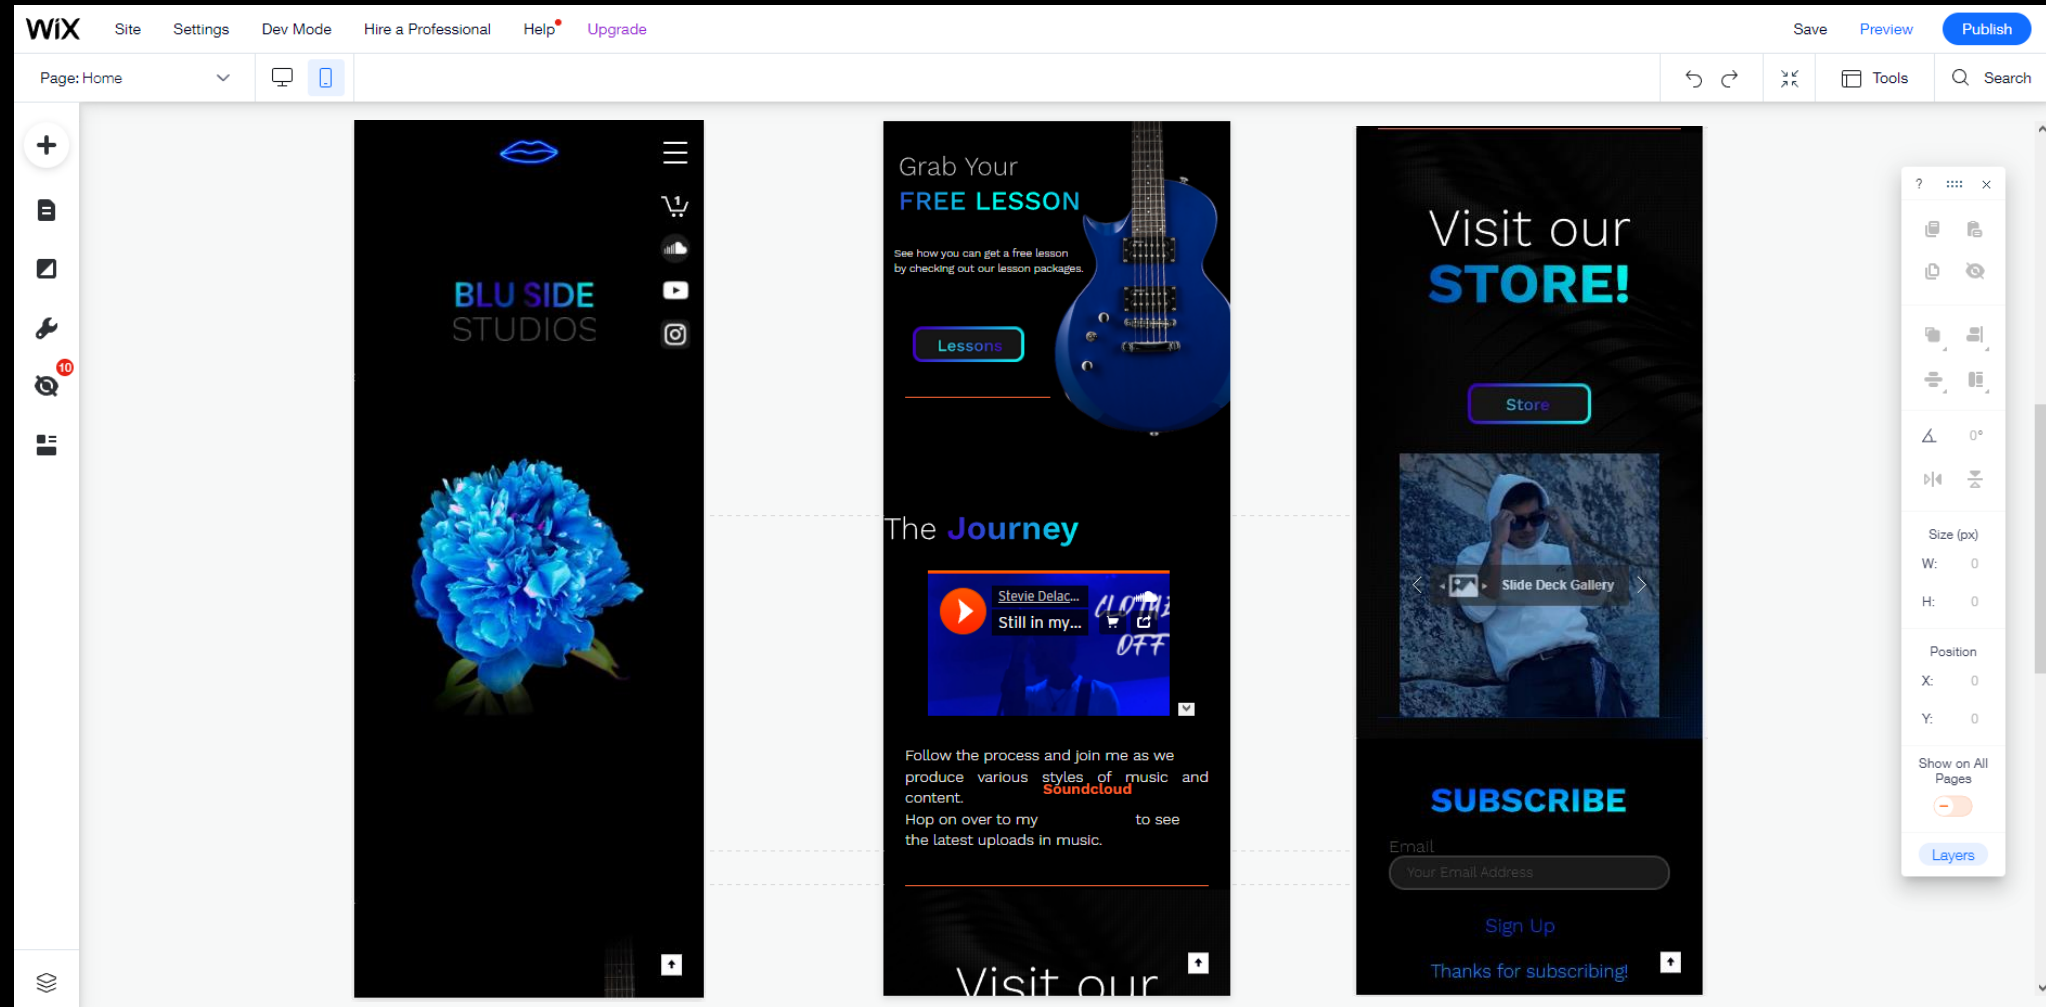 WiX Site Settings Dev Mode Hire a Professional Help Upgrade Save Preview Publish
Page: Home Tools Search
10
1
BLU SIDE
STUDIOS
Grab Your
FREE LESSON
See how you can get a free lesson
by checking out our lesson packages.
Lessons
The Journey
Stevie Delac...
Still in my...
CLOTHE
OFF
Follow the process and join me as we
produce various styles of music and
content.
Soundcloud
Hop on over to my to see
the latest uploads in music.
Visit our
Visit our
STORE!
Store
Slide Deck Gallery
SUBSCRIBE
Email
Your Email Address
Sign Up
Thanks for subscribing!
?
0°
Size (px)
W: 0
H: 0
Position
X: 0
Y: 0
Show on All
Pages
Layers